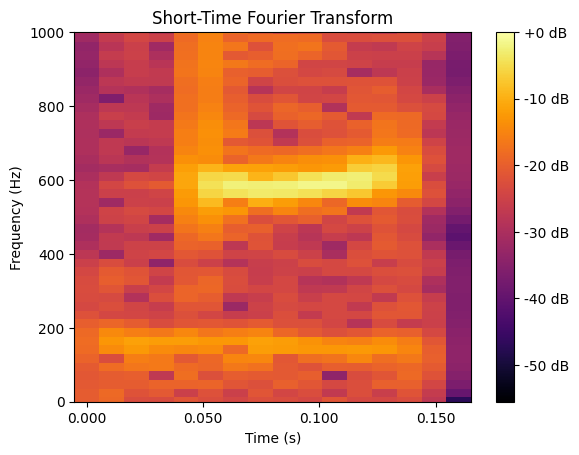 Short-Time Fourier Transform
1000
800
600
400
200
0
Frequency (Hz)
0.000
0.050
0.100
0.150
Time (s)
+0 dB
-10 dB
-20 dB
-30 dB
-40 dB
-50 dB